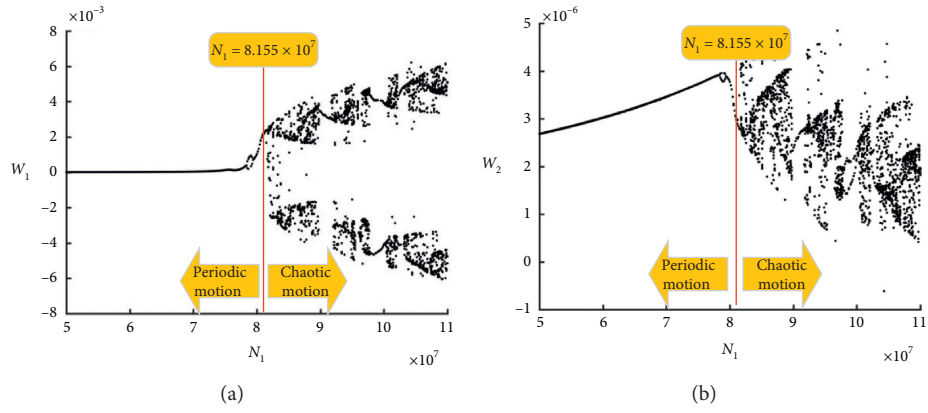 ×10⁻³
8
6
4
2
0
−2
−4
−6
−8
W₁
N₁ = 8.155 × 10⁷
Periodic
motion
Chaotic
motion
5 6 7 8 9 10 11
N₁
×10⁷
(a)
×10⁻⁶
5
4
3
2
1
0
−1
W₂
N₁ = 8.155 × 10⁷
Periodic
motion
Chaotic
motion
5 6 7 8 9 10 11
N₁
×10⁷
(b)